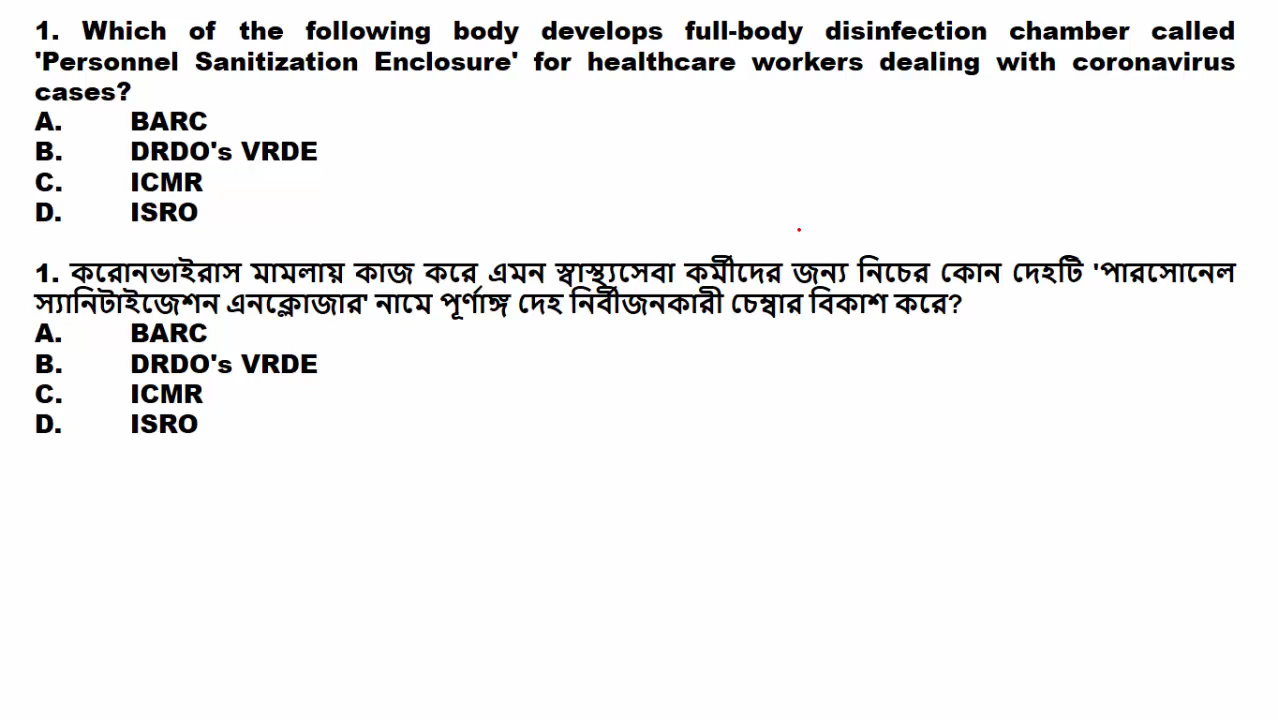 1. Which of the following body develops full-body disinfection chamber called
'Personnel Sanitization Enclosure' for healthcare workers dealing with coronavirus
cases?
A. BARC
B. DRDO's VRDE
C. ICMR
D. ISRO
1. করোনভাইরাস মামলায় কাজ করে এমন স্বাস্থ্যসেবা কর্মীদের জন্য নিচের কোন দেহটি 'পারসোনেল
স্যানিটাইজেশন এনক্লোজার' নামে পূর্ণাঙ্গ দেহ নির্বীজনকারী চেম্বার বিকাশ করে?
A. BARC
B. DRDO's VRDE
C. ICMR
D. ISRO